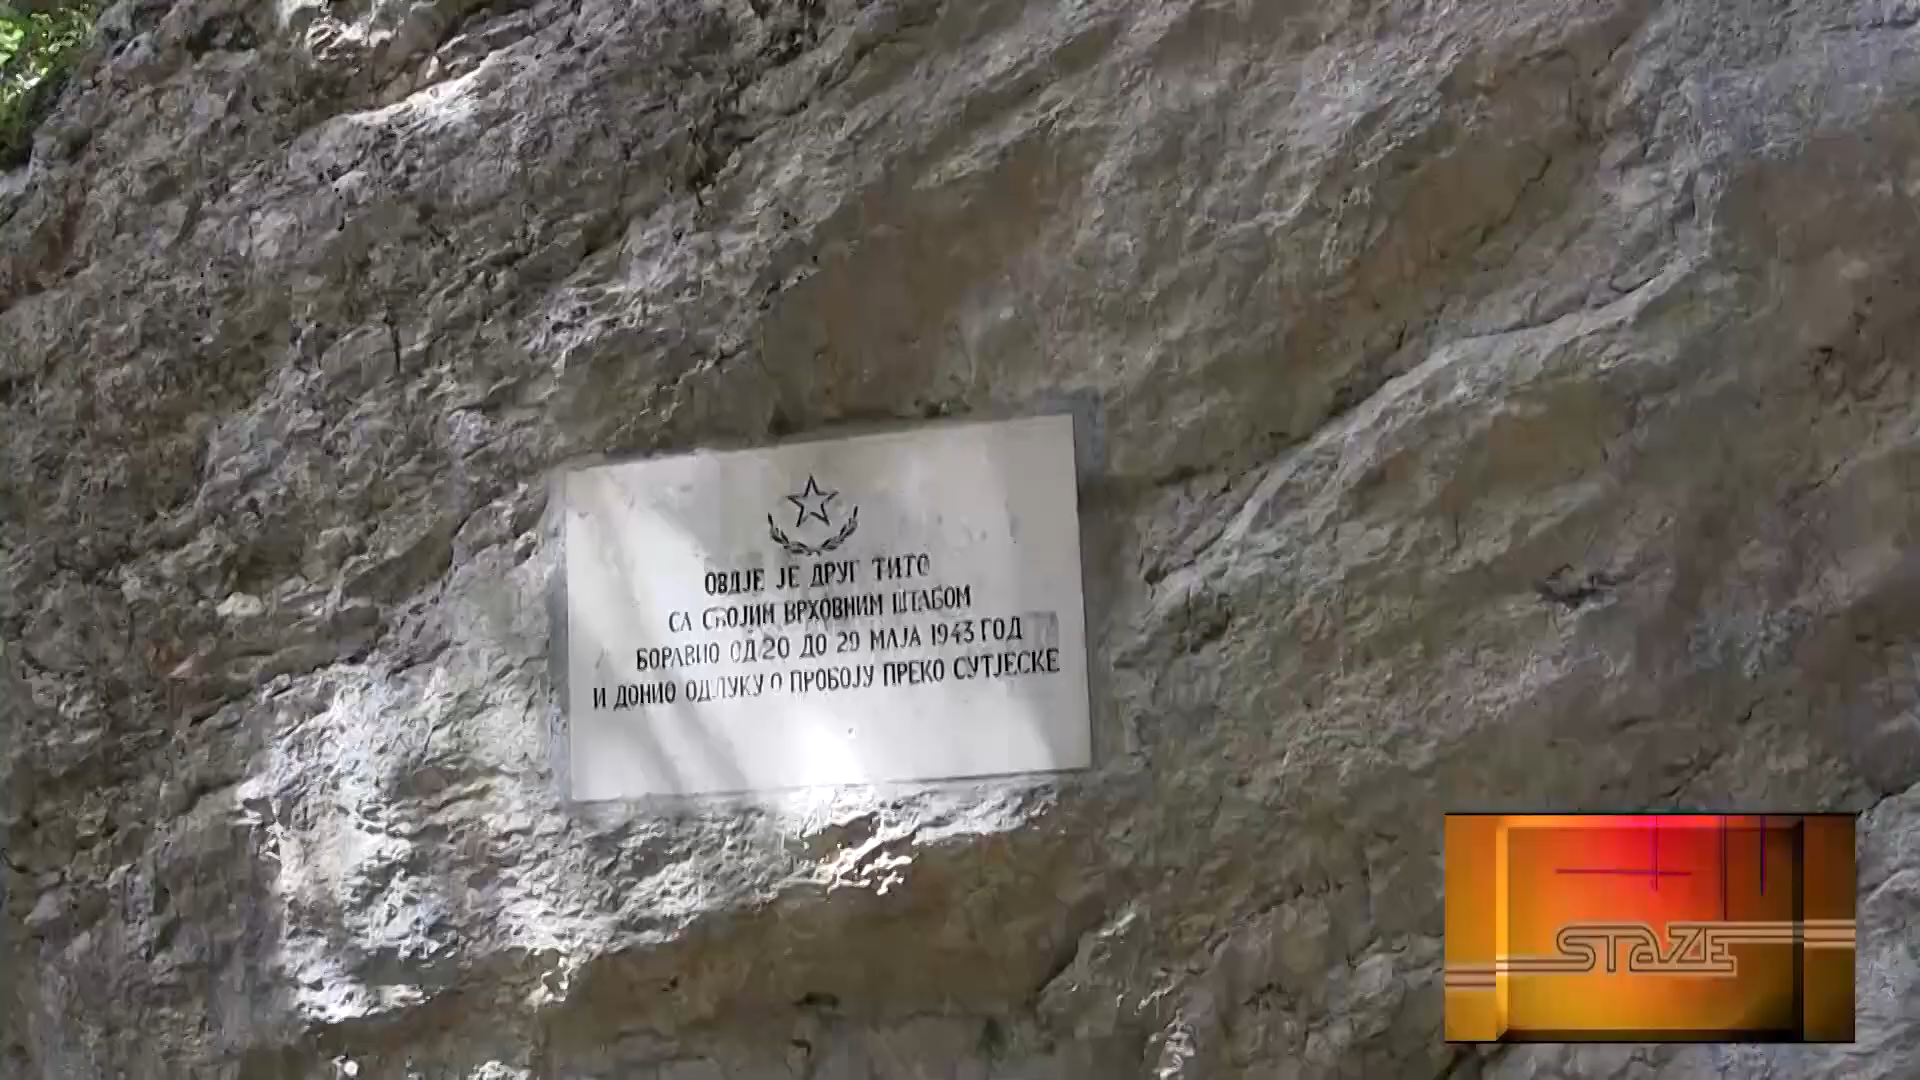 ОВДЈЕ ЈЕ ДРУГ ТИТО
СА СВОЈИМ ВРХОВНИМ ШТАБОМ
БОРАВИО ОД 20 ДО 29 МАЈА 1943 ГОД
И ДОНИО ОДЛУКУ О ПРОБОЈУ ПРЕКО СУТЈЕСКЕ
STAZE